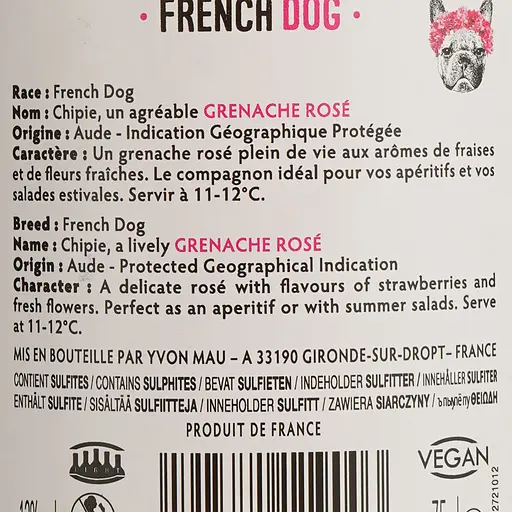 · FRENCH DOG ·
Race : French Dog
Nom : Chipie, un agréable GRENACHE ROSÉ
Origine : Aude - Indication Géographique Protégée
Caractère : Un grenache rosé plein de vie aux arômes de fraises
et de fleurs fraîches. Le compagnon idéal pour vos apéritifs et vos
salades estivales. Servir à 11-12°C.
Breed : French Dog
Name : Chipie, a lively GRENACHE ROSÉ
Origin : Aude - Protected Geographical Indication
Character : A delicate rosé with flavours of strawberries and
fresh flowers. Perfect as an aperitif or with summer salads. Serve
at 11-12°C.
MIS EN BOUTEILLE PAR YVON MAU – A 33190 GIRONDE-SUR-DROPT– FRANCE
CONTIENT SULFITES / CONTAINS SULPHITES / BEVAT SULFIETEN / INDEHOLDER SULFITTER / INNEHÅLLER SULFITER
ENTHÄLT SULFITE / SISÄLTÄÄ SULFIITTEJA / INNEHOLDER SULFITT / ZAWIERA SIARCZYNY / ΘΕΙΩΔΗ
PRODUIT DE FRANCE
LIGHT
VEGAN
2721012